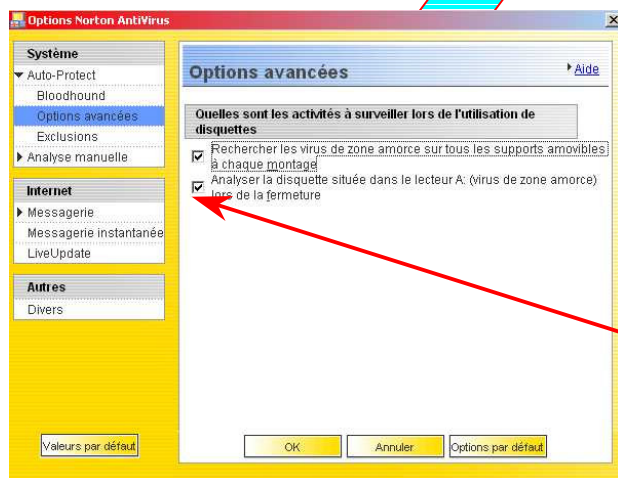 Options Norton AntiVirus
Système
Auto-Protect
Bloodhound
Options avancées
Exclusions
Analyse manuelle
Internet
Messagerie
Messagerie instantanée
LiveUpdate
Autres
Divers
Valeurs par défaut
Options avancées
Aide
Quelles sont les activités à surveiller lors de l'utilisation de
disquettes
Rechercher les virus de zone amorce sur tous les supports amovibles
à chaque montage
Analyser la disquette située dans le lecteur A: (virus de zone amorce)
lors de la fermeture
OK
Annuler
Options par défaut